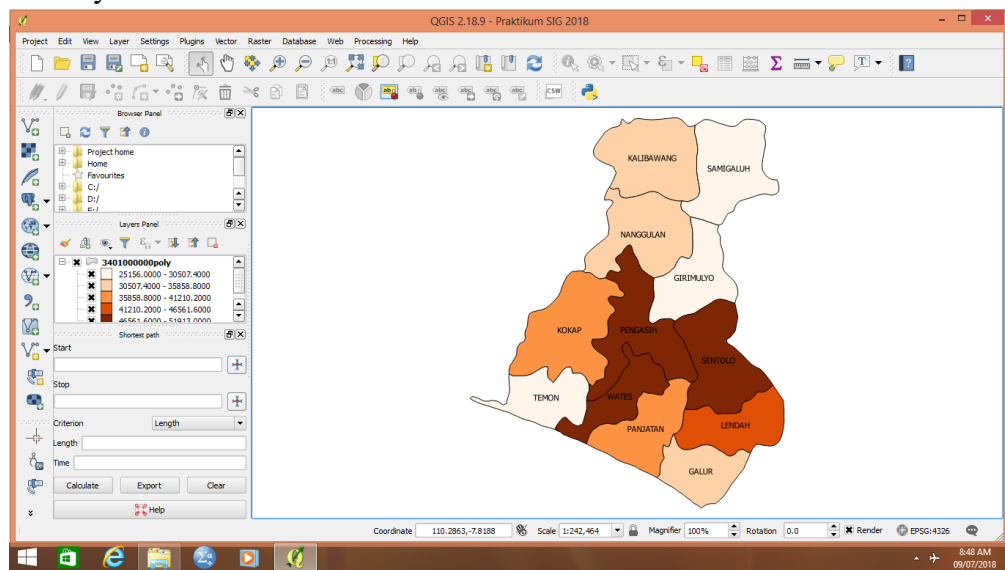 QGIS 2.18.9 - Praktikum SIG 2018
Project Edit View Layer Settings Plugins Vector Raster Database Web Processing Help
Browser Panel
Project home
Home
Favourites
C:/
D:/
E:/
Layers Panel
3401000000poly
25156.0000 - 30507.4000
30507.4000 - 35858.8000
35858.8000 - 41210.2000
41210.2000 - 46561.6000
46561.6000 - 51913.0000
Shortest path
Start
Stop
Criterion Length
Length
Time
Calculate Export Clear
Help
KALIBAWANG
SAMIGALUH
NANGGULAN
GIRIMULYO
KOKAP
PENGASIH
SENTOLO
TEMON
WATES
PANJATAN
LENDAH
GALUR
Coordinate 110.2863,-7.8188 Scale 1:242,464 Magnifier 100% Rotation 0.0 Render EPSG:4326
8:48 AM
09/07/2018